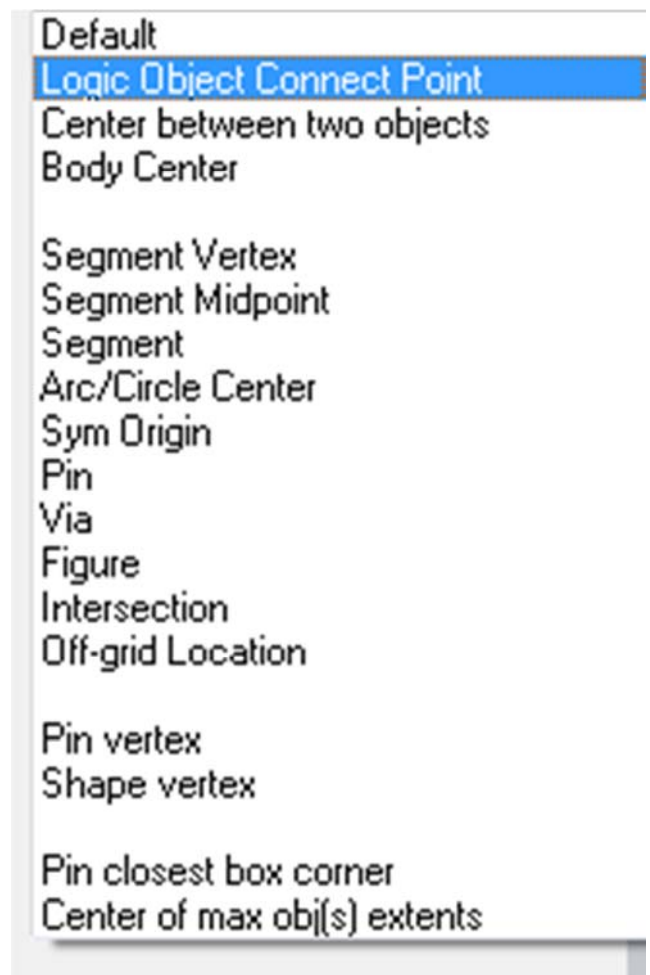 Default
Logic Object Connect Point
Center between two objects
Body Center
Segment Vertex
Segment Midpoint
Segment
Arc/Circle Center
Sym Origin
Pin
Via
Figure
Intersection
Off-grid Location
Pin vertex
Shape vertex
Pin closest box corner
Center of max obj(s) extents